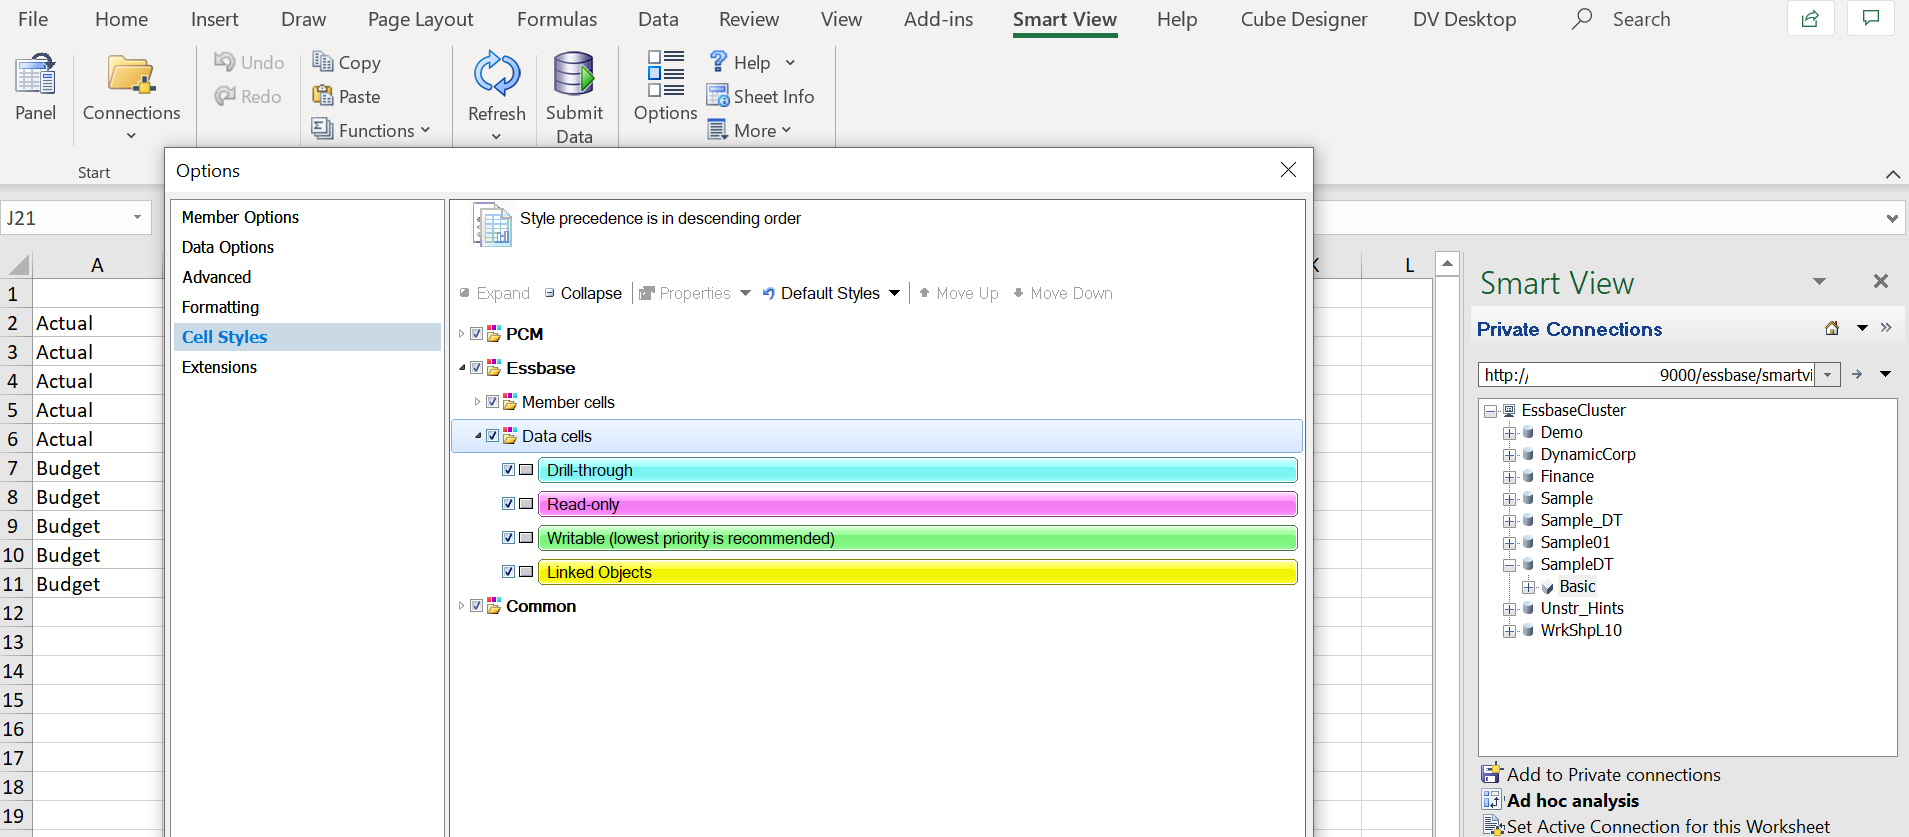 File Home Insert Draw Page Layout Formulas Data Review View Add-ins Smart View Help Cube Designer DV Desktop Search
Panel
Connections
Start
Undo
Redo
Copy
Paste
Functions
Refresh
Submit
Data
Options
Help
Sheet Info
More
J21
Options
Member Options
Data Options
Advanced
Formatting
Cell Styles
Extensions
Style precedence is in descending order
Expand Collapse Properties Default Styles Move Up Move Down
PCM
Essbase
Member cells
Data cells
Drill-through
Read-only
Writable (lowest priority is recommended)
Linked Objects
Common
A K L
1
2 Actual
3 Actual
4 Actual
5 Actual
6 Actual
7 Budget
8 Budget
9 Budget
10 Budget
11 Budget
12
13
14
15
16
17
18
19
Smart View
Private Connections
http:// 9000/essbase/smartvi
EssbaseCluster
Demo
DynamicCorp
Finance
Sample
Sample_DT
Sample01
SampleDT
Basic
Unstr_Hints
WrkShpL10
Add to Private connections
Ad hoc analysis
Set Active Connection for this Worksheet